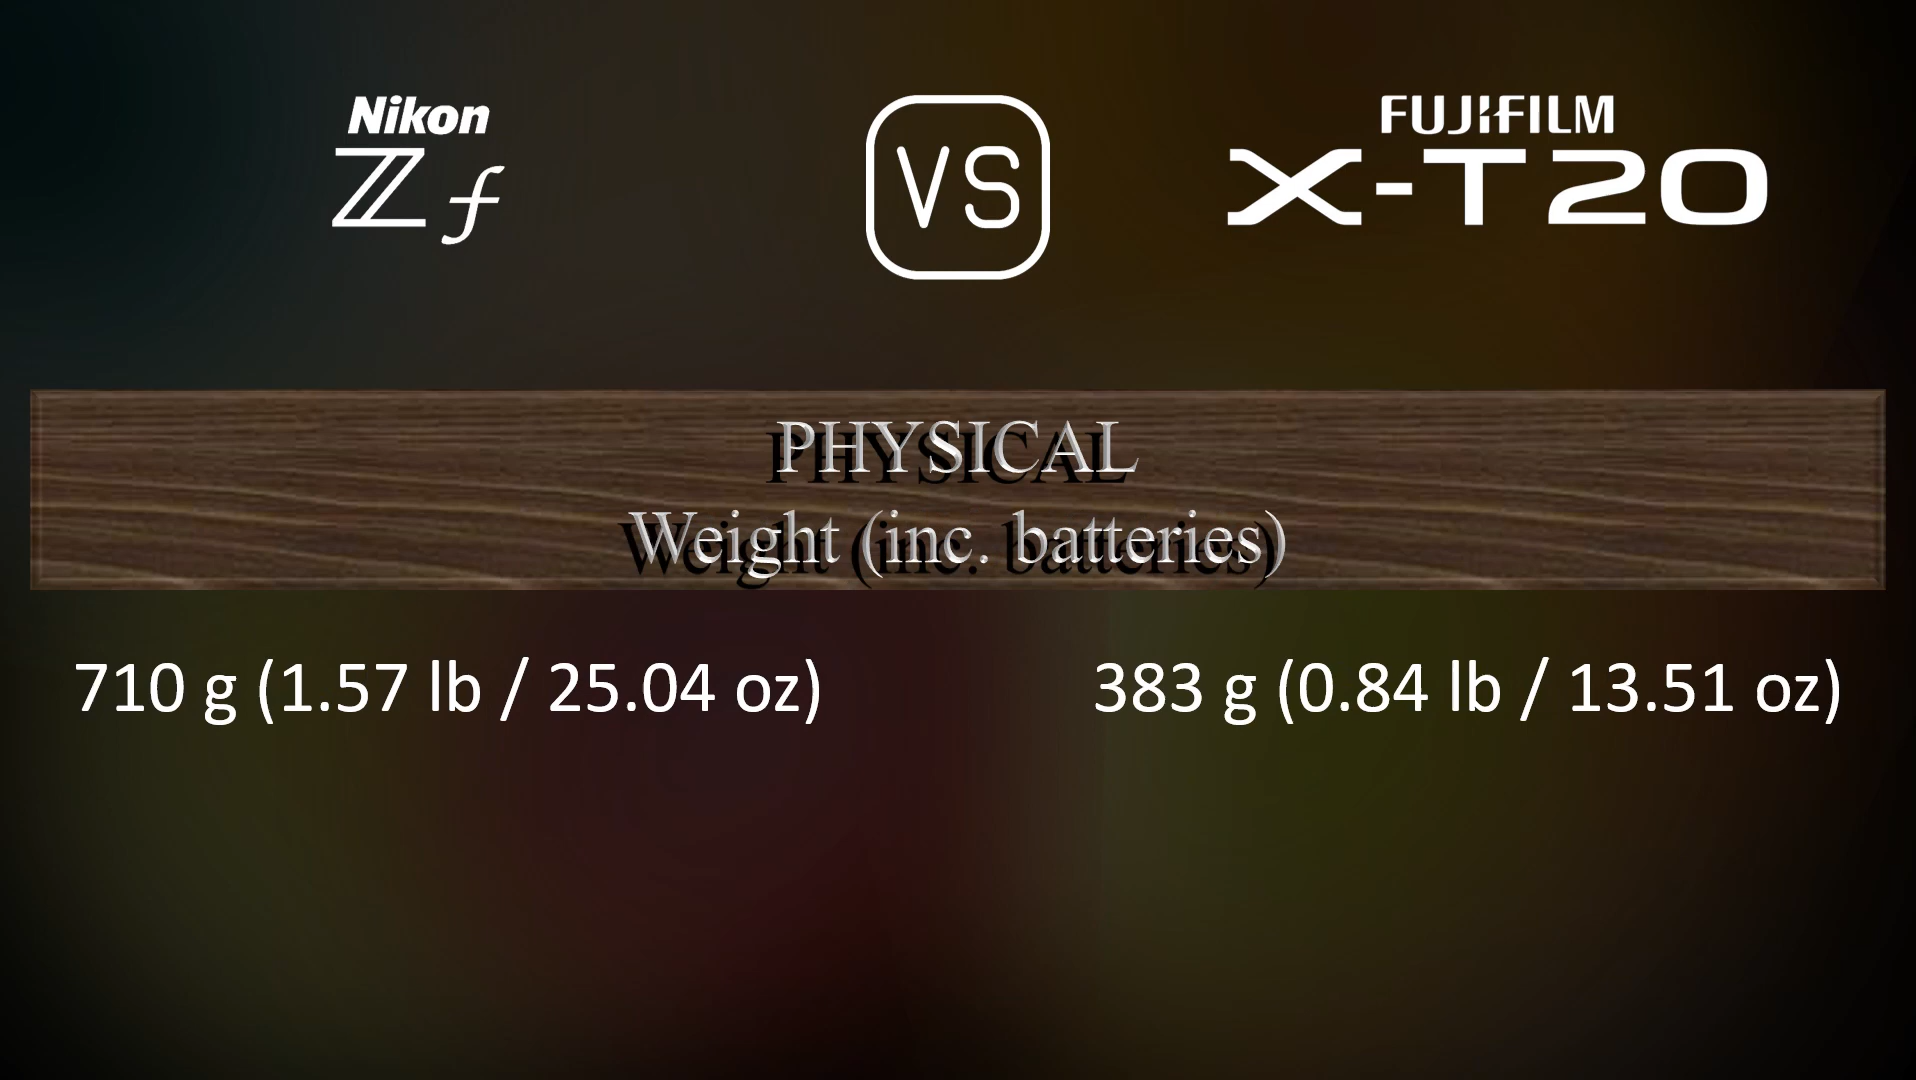 Nikon
Z f
VS
FUJIFILM
X-T20
PHYSICAL
Weight (inc. batteries)
710 g (1.57 lb / 25.04 oz)
383 g (0.84 lb / 13.51 oz)